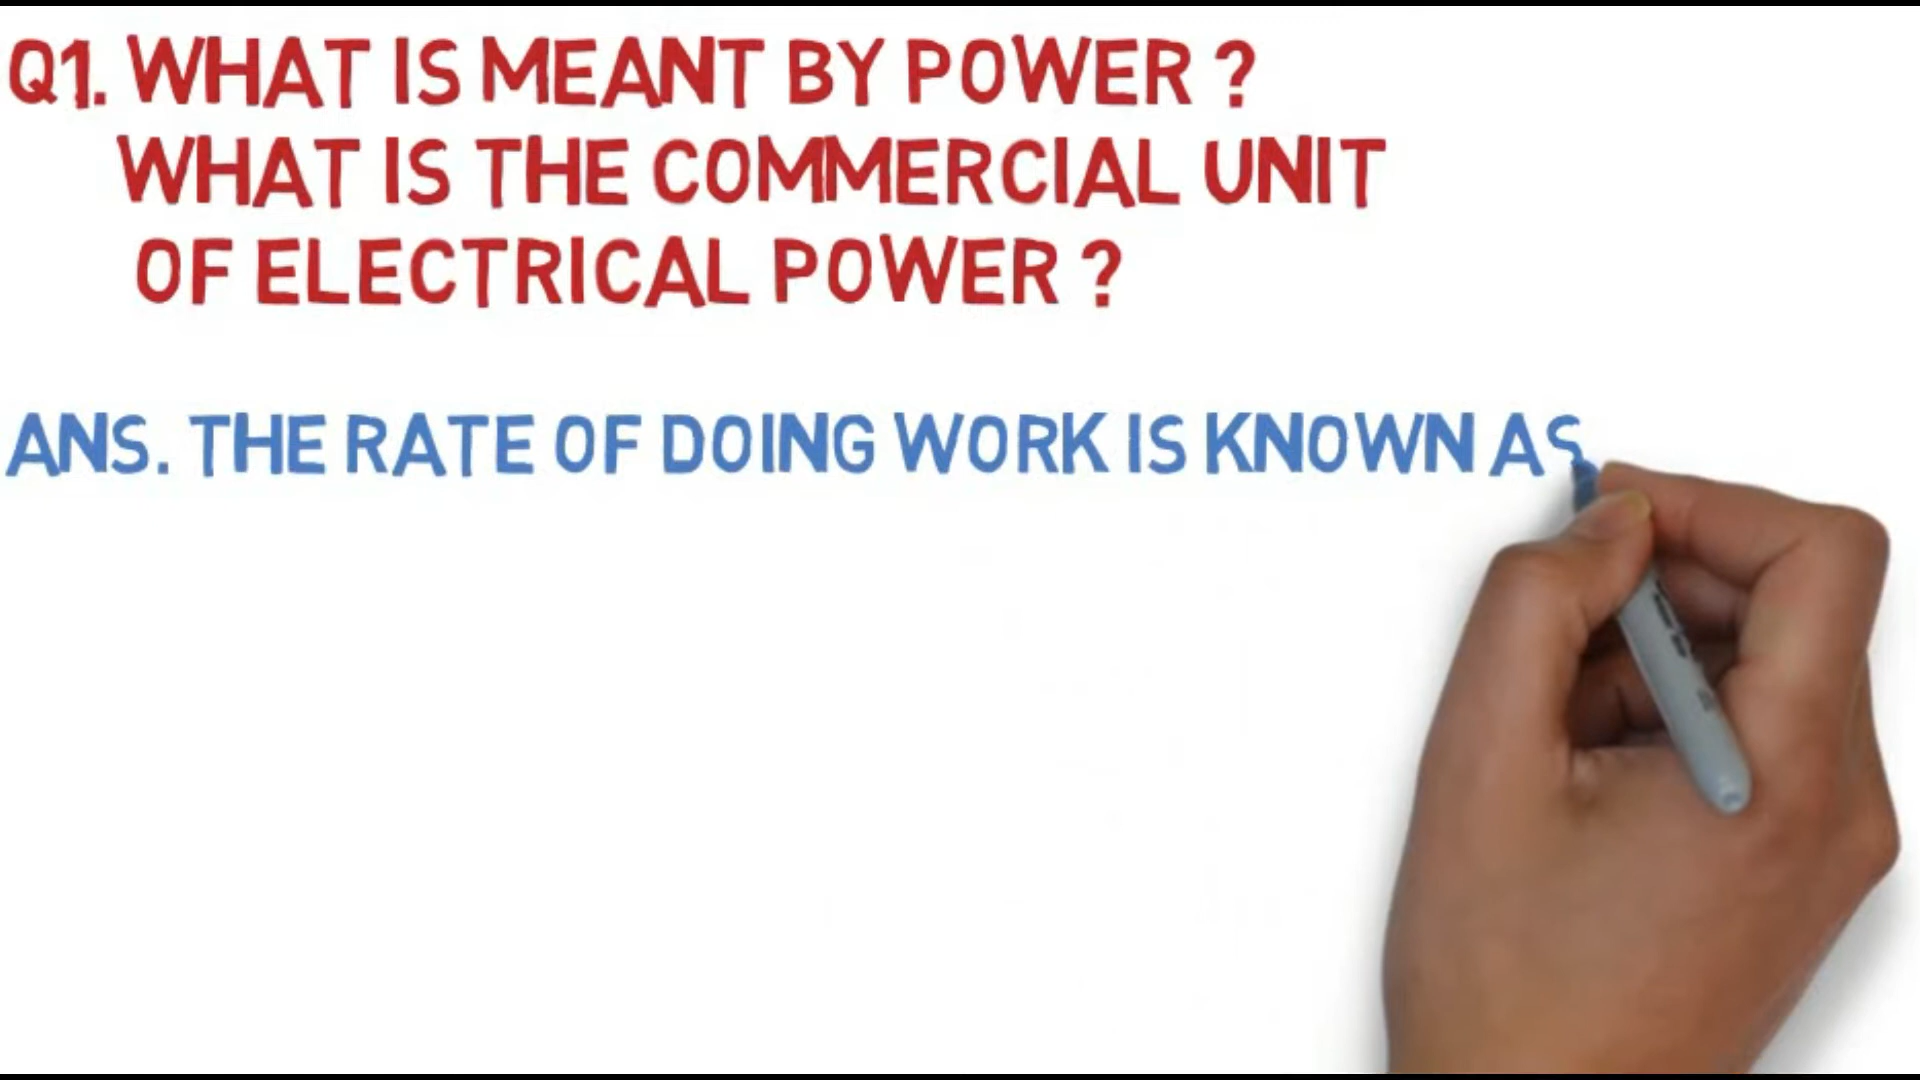 Q1. WHAT IS MEANT BY POWER ?
WHAT IS THE COMMERCIAL UNIT
OF ELECTRICAL POWER ?
ANS. THE RATE OF DOING WORK IS KNOWN AS